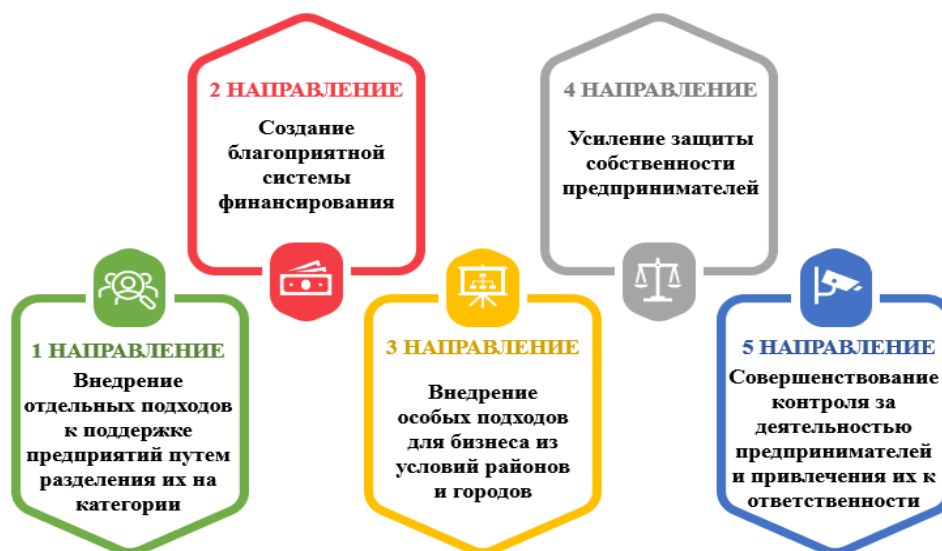 2 НАПРАВЛЕНИЕ
Создание
благоприятной
системы
финансирования
4 НАПРАВЛЕНИЕ
Усиление защиты
собственности
предпринимателей
1 НАПРАВЛЕНИЕ
Внедрение
отдельных подходов
к поддержке
предприятий путем
разделения их на
категории
3 НАПРАВЛЕНИЕ
Внедрение
особых подходов
для бизнеса из
условий районов
и городов
5 НАПРАВЛЕНИЕ
Совершенствование
контроля за
деятельностью
предпринимателей
и привлечения их к
ответственности